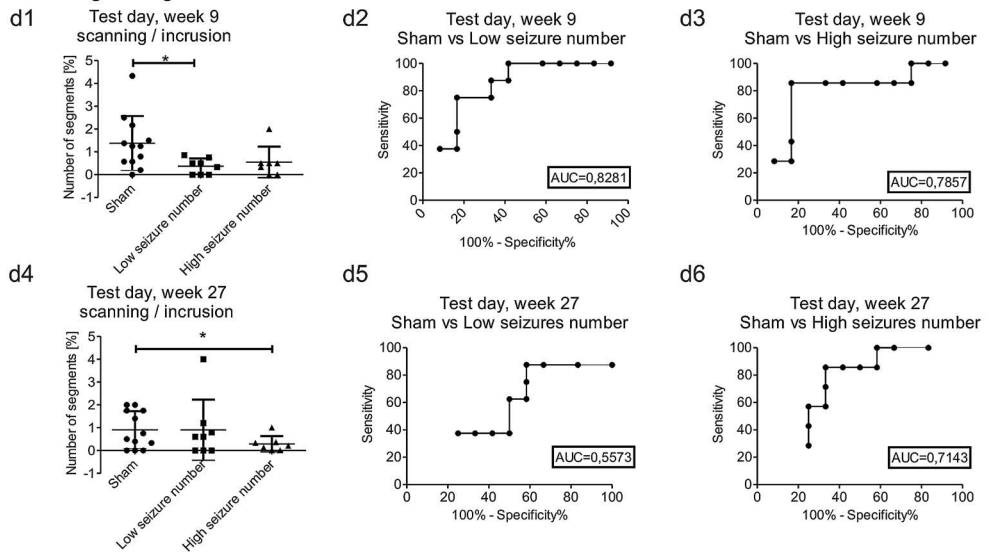 d1
Test day, week 9
scanning / incrusion
Number of segments [%]
5
4
3
2
1
0
-1
*
Sham
Low seizure number
High seizure number
d2
Test day, week 9
Sham vs Low seizure number
Sensitivity
100
80
60
40
20
0
AUC=0,8281
0 20 40 60 80 100
100% - Specificity%
d3
Test day, week 9
Sham vs High seizure number
Sensitivity
100
80
60
40
20
0
AUC=0,7857
0 20 40 60 80 100
100% - Specificity%
d4
Test day, week 27
scanning / incrusion
Number of segments [%]
5
4
3
2
1
0
-1
*
Sham
Low seizure number
High seizure number
d5
Test day, week 27
Sham vs Low seizures number
Sensitivity
100
80
60
40
20
0
AUC=0,5573
0 20 40 60 80 100
100% - Specificity%
d6
Test day, week 27
Sham vs High seizures number
Sensitivity
100
80
60
40
20
0
AUC=0,7143
0 20 40 60 80 100
100% - Specificity%